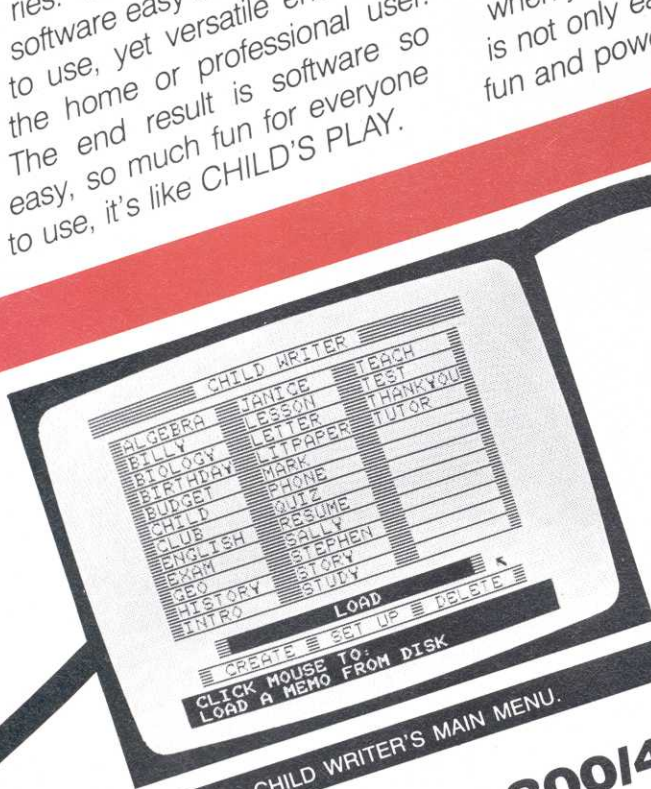 ries.
software easy
to use, yet versatile
the home or professional user.
The end result is software so
easy, so much fun for everyone
to use, it's like CHILD'S PLAY.
when
is not only
fun and
CHILD WRITER
ALGEBRA JANICE TEACH
BILLY LESSON TEST
BIOLOGY LETTER THANKYOU
BIRTHDAY LITPAPER TUTOR
BUDGET MARK
CHILD PHONE
CLUB QUIZ
ENGLISH RESUME
EXAM SALLY
GEO STEPHEN
HISTORY STORY
INTRO STUDY
LOAD
CREATE SET UP DELETE
CLICK MOUSE TO:
LOAD A MEMO FROM DISK
CHILD WRITER'S MAIN MENU.